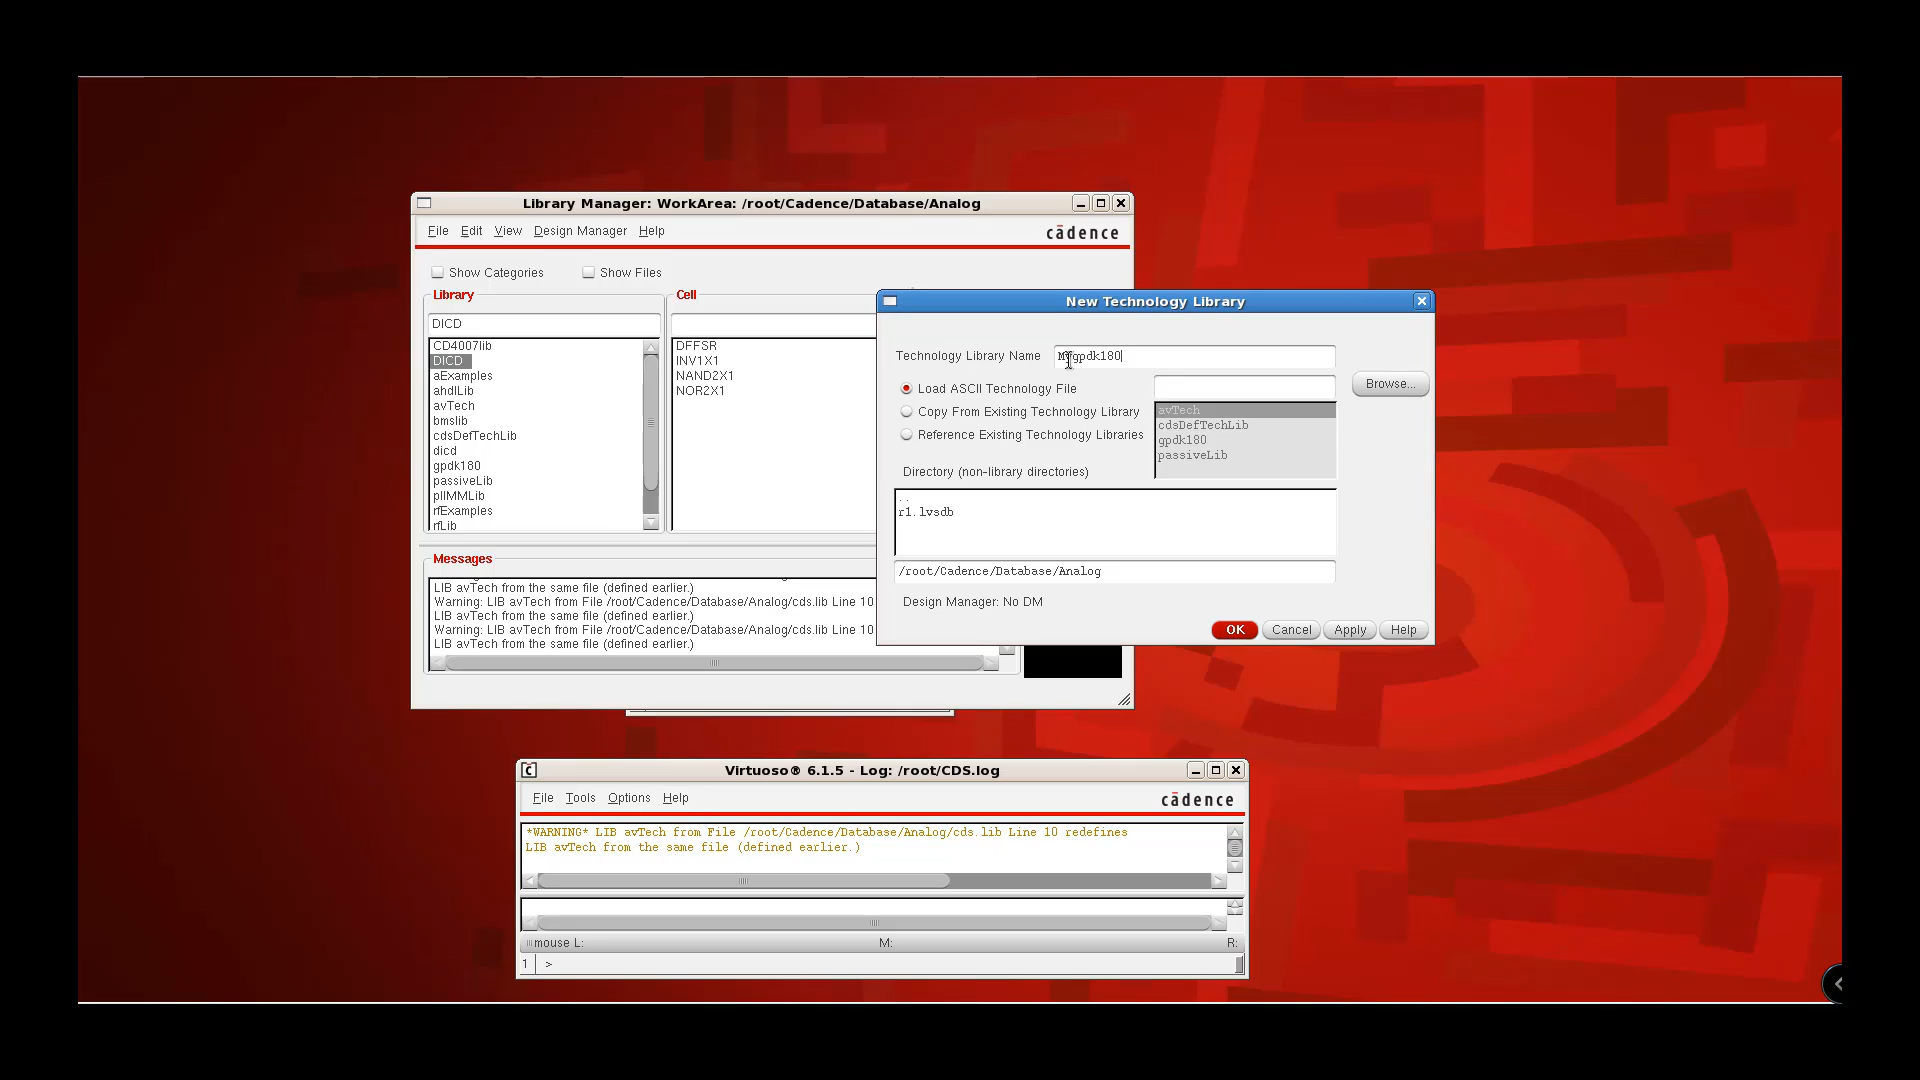 Library Manager: WorkArea: /root/Cadence/Database/Analog
File Edit View Design Manager Help
cādence
Show Categories Show Files
Library
DICD
CD4007lib
DICD
aExamples
ahdlLib
avTech
bmslib
cdsDefTechLib
dicd
gpdk180
passiveLib
pllMMLib
rfExamples
rfLib
Cell
DFFSR
INV1X1
NAND2X1
NOR2X1
Messages
LIB avTech from the same file (defined earlier.)
Warning: LIB avTech from File /root/Cadence/Database/Analog/cds.lib Line 10
LIB avTech from the same file (defined earlier.)
Warning: LIB avTech from File /root/Cadence/Database/Analog/cds.lib Line 10
LIB avTech from the same file (defined earlier.)
New Technology Library
Technology Library Name
Load ASCII Technology File
Browse...
Copy From Existing Technology Library
Reference Existing Technology Libraries
avTech
cdsDefTechLib
gpdk180
passiveLib
Directory (non-library directories)
..
r1.lvsdb
/root/Cadence/Database/Analog
Design Manager: No DM
OK Cancel Apply Help
Virtuoso® 6.1.5 - Log: /root/CDS.log
File Tools Options Help
cādence
*WARNING* LIB avTech from File /root/Cadence/Database/Analog/cds.lib Line 10 redefines
LIB avTech from the same file (defined earlier.)
mouse L: M: R:
1 >